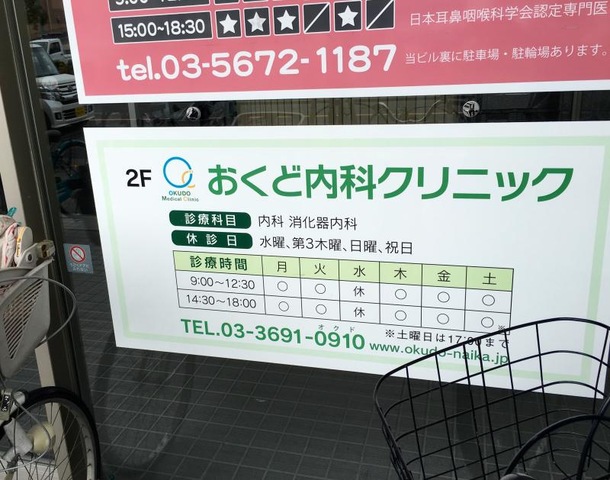 15:00~18:30 ★ ★ ★ / ★ /
日本耳鼻咽喉科学会認定専門医
tel.03-5672-1187
当ビル裏に駐車場・駐輪場あります。
2F
OKUDO
Medical Clinic
おくど内科クリニック
診療科目 内科 消化器内科
休診日 水曜、第3木曜、日曜、祝日
診療時間 月 火 水 木 金 土
9:00~12:30 ○ ○ 休 ○ ○ ○
14:30~18:00 ○ ○ 休 ○ ○ ○※
オクド
TEL.03-3691-0910
※土曜日は17:00まで
www.okudo-naika.jp